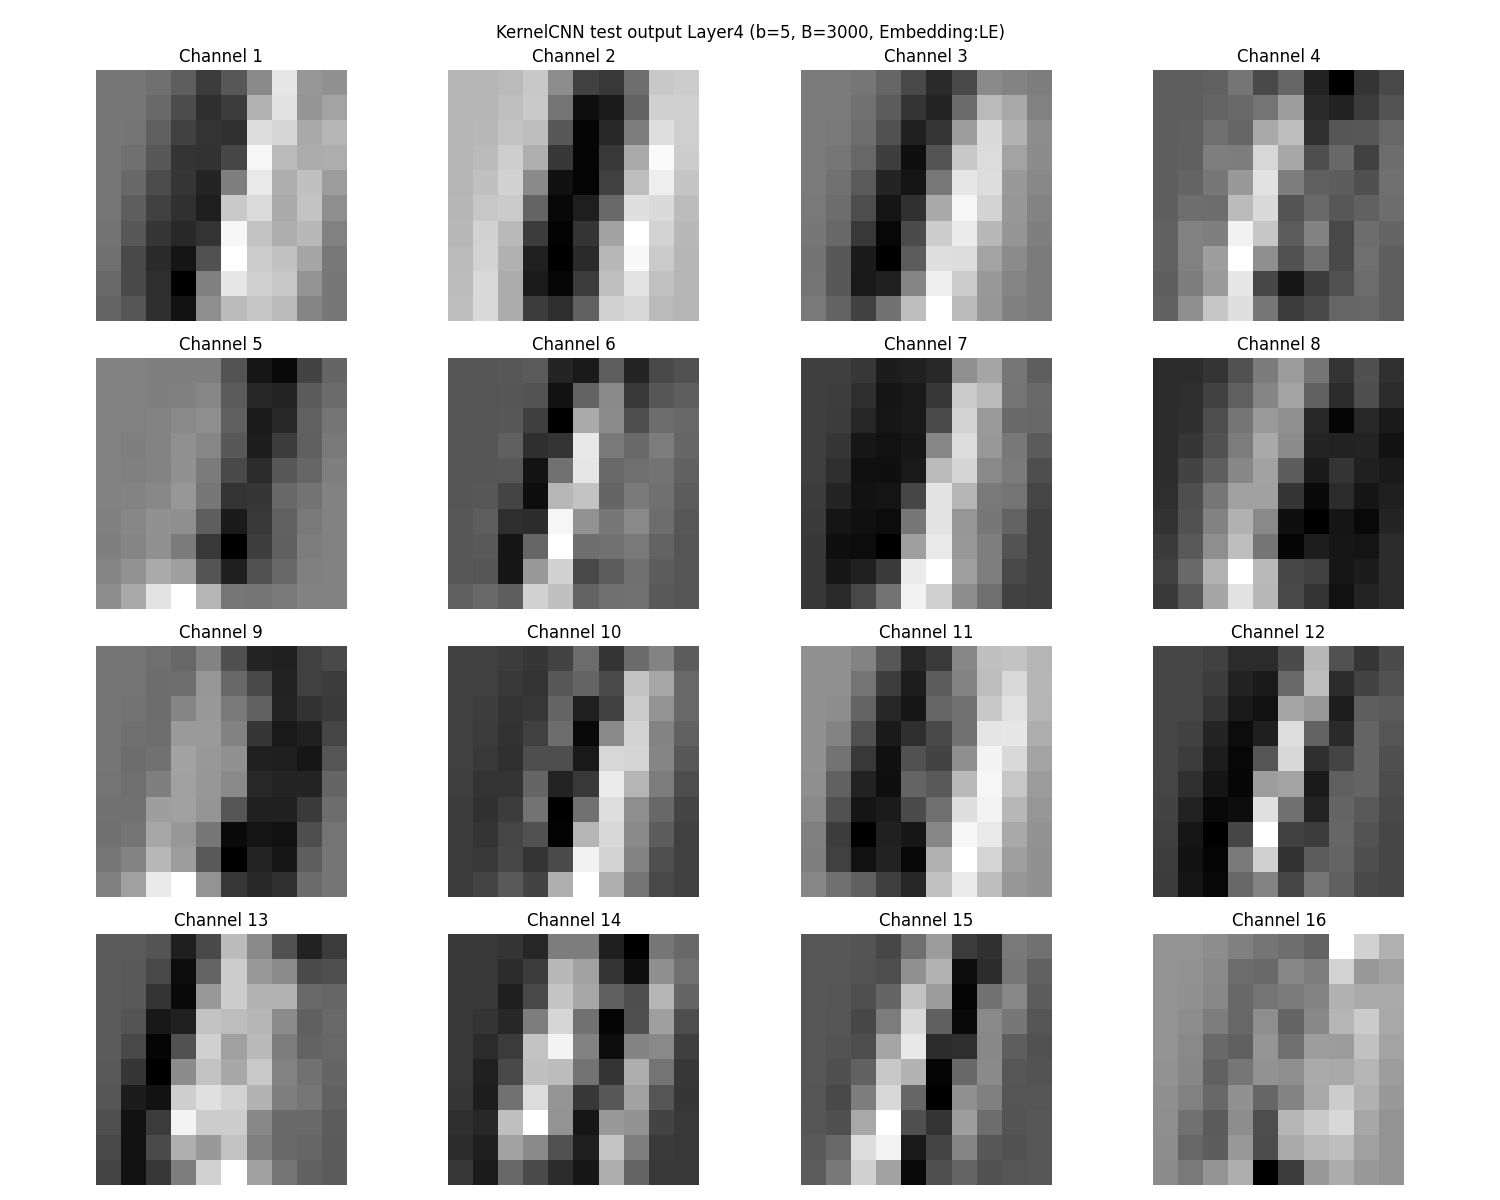 KernelCNN test output Layer4 (b=5, B=3000, Embedding:LE)
Channel 1
Channel 2
Channel 3
Channel 4
Channel 5
Channel 6
Channel 7
Channel 8
Channel 9
Channel 10
Channel 11
Channel 12
Channel 13
Channel 14
Channel 15
Channel 16